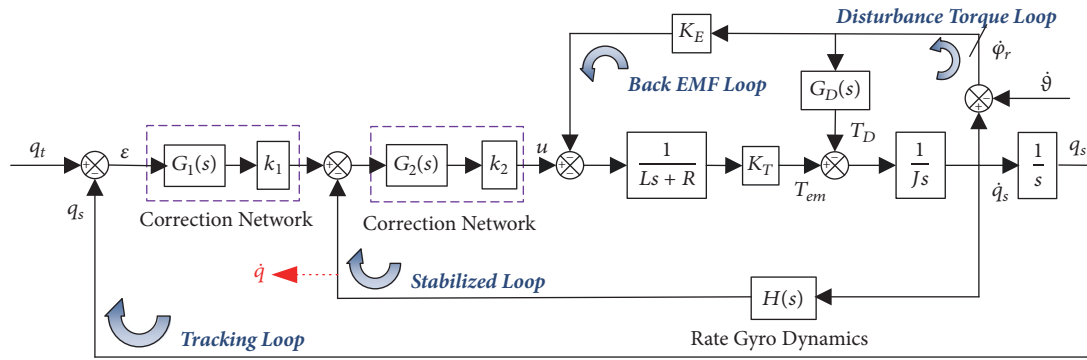 Disturbance Torque Loop
K_E
φ̇_r
Back EMF Loop
G_D(s)
+ −
ϑ̇
T_D
q_t
+
−
ε
G_1(s)
k_1
+
−
G_2(s)
k_2
u
−
−
1
Ls + R
K_T
T_em
−
+
1
Js
q̇_s
1
s
q_s
q_s
Correction Network
Correction Network
q̇
Stabilized Loop
H(s)
Tracking Loop
Rate Gyro Dynamics